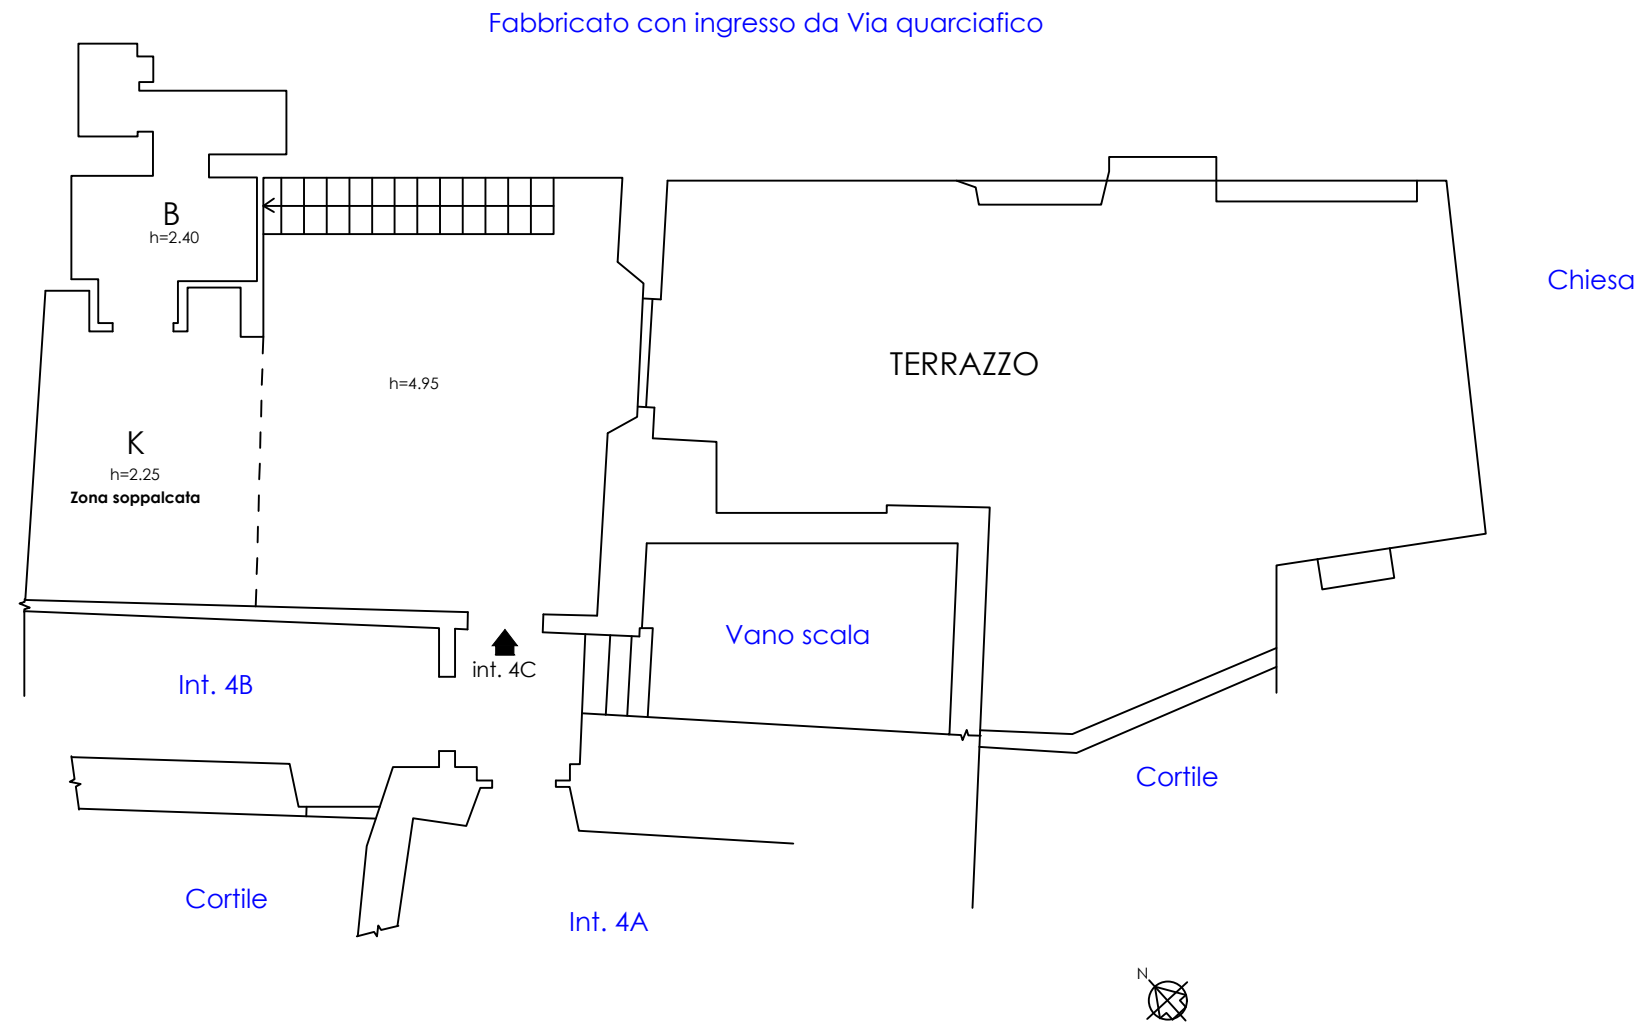 Fabbricato con ingresso da Via quarciafico
B
h=2.40
Chiesa
TERRAZZO
h=4.95
K
h=2.25
Zona soppalcata
Vano scala
int. 4C
Int. 4B
Cortile
Cortile
Int. 4A
N